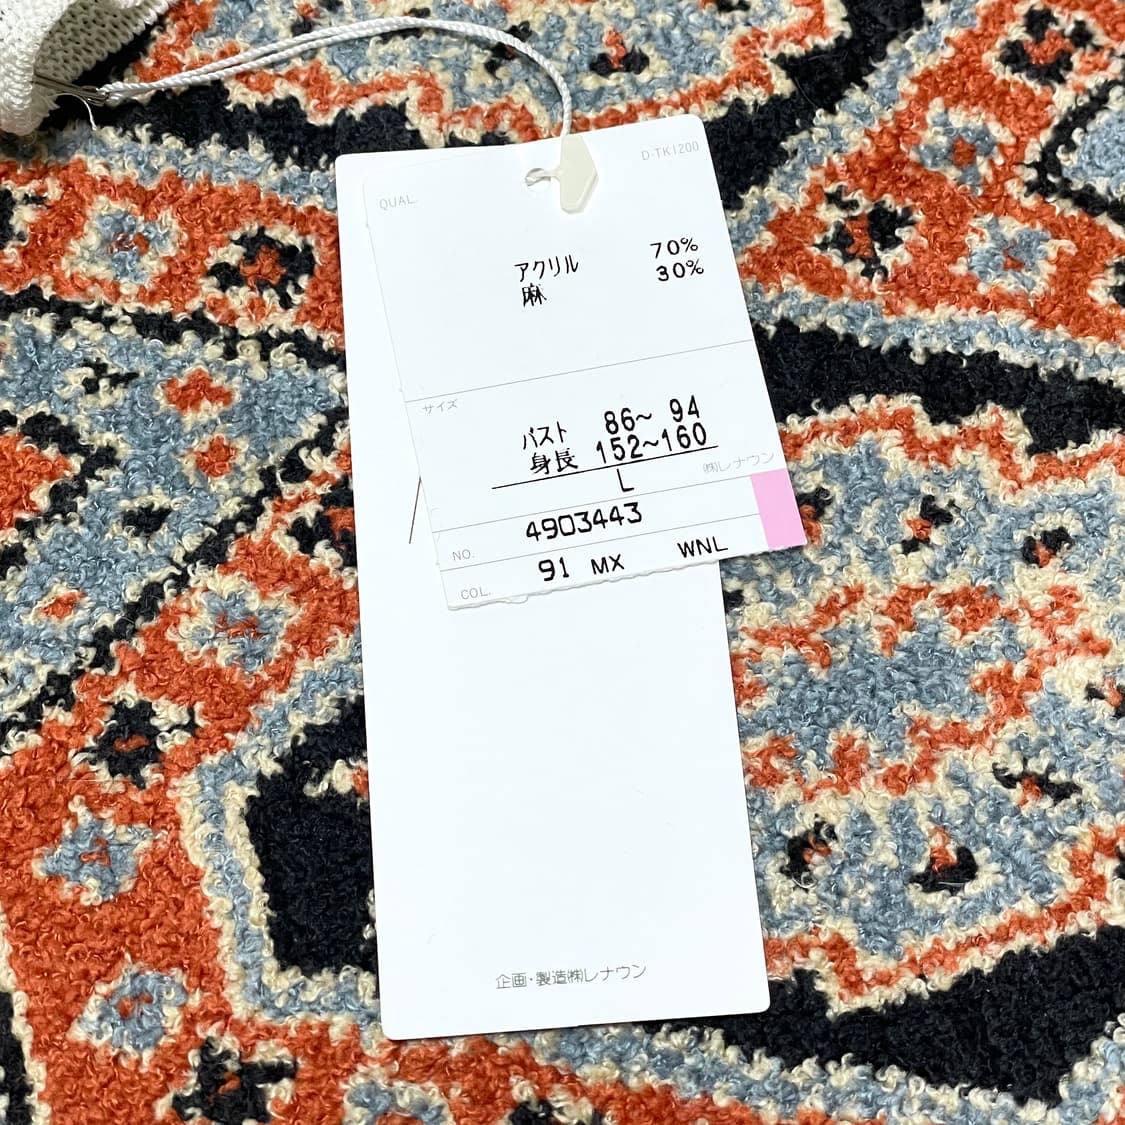 D-TK1200
QUAL.
アクリル 70%
麻 30%
サイズ
バスト 86~ 94
身長 152~160
L
㈱レナウン
NO. 4903443
COL. 91 MX WNL
企画・製造㈱レナウン